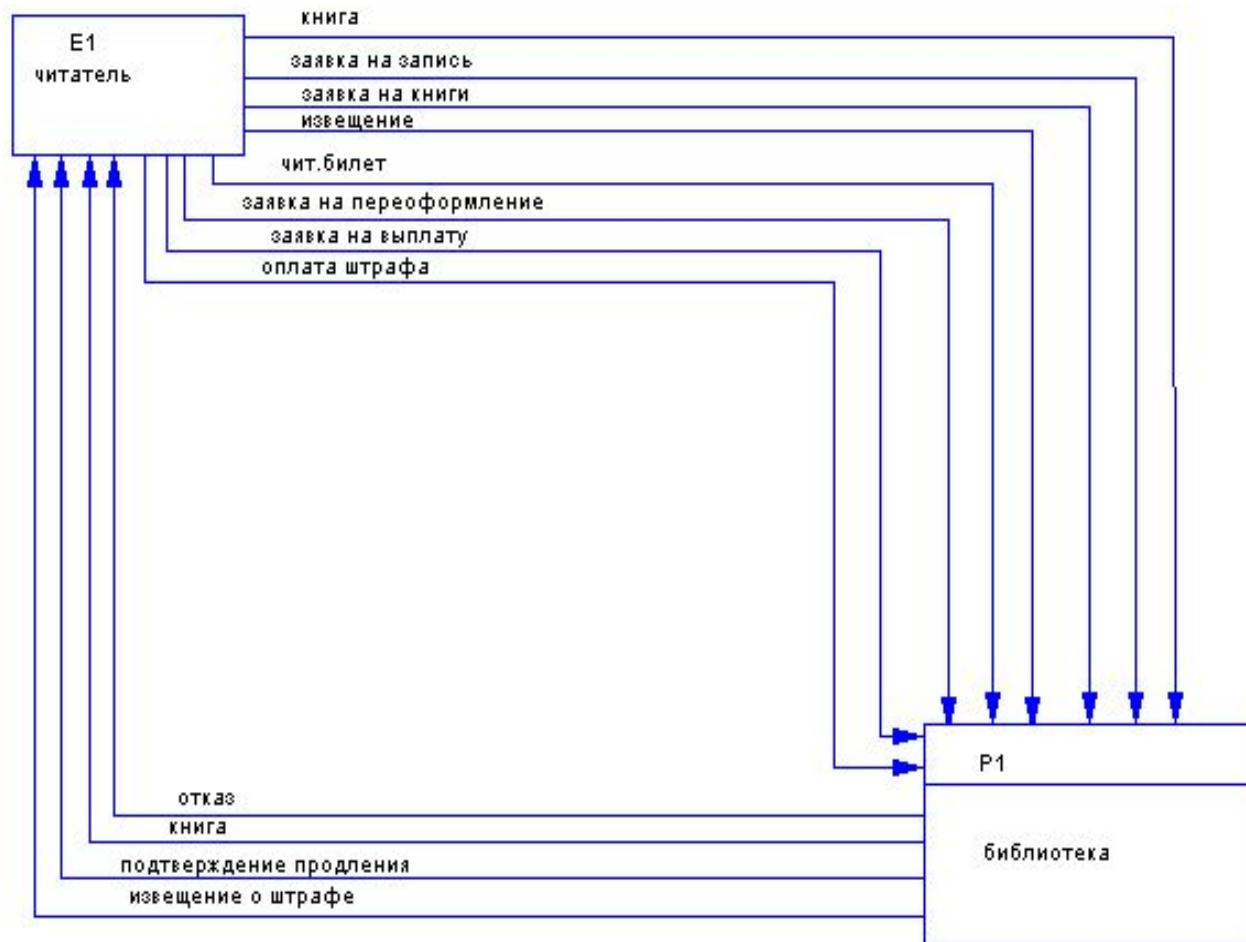 книга
E1
читатель
заявка на запись
заявка на книги
извещение
чит.билет
заявка на переоформление
заявка на выплату
оплата штрафа
P1
отказ
книга
библиотека
подтверждение продления
извещение о штрафе